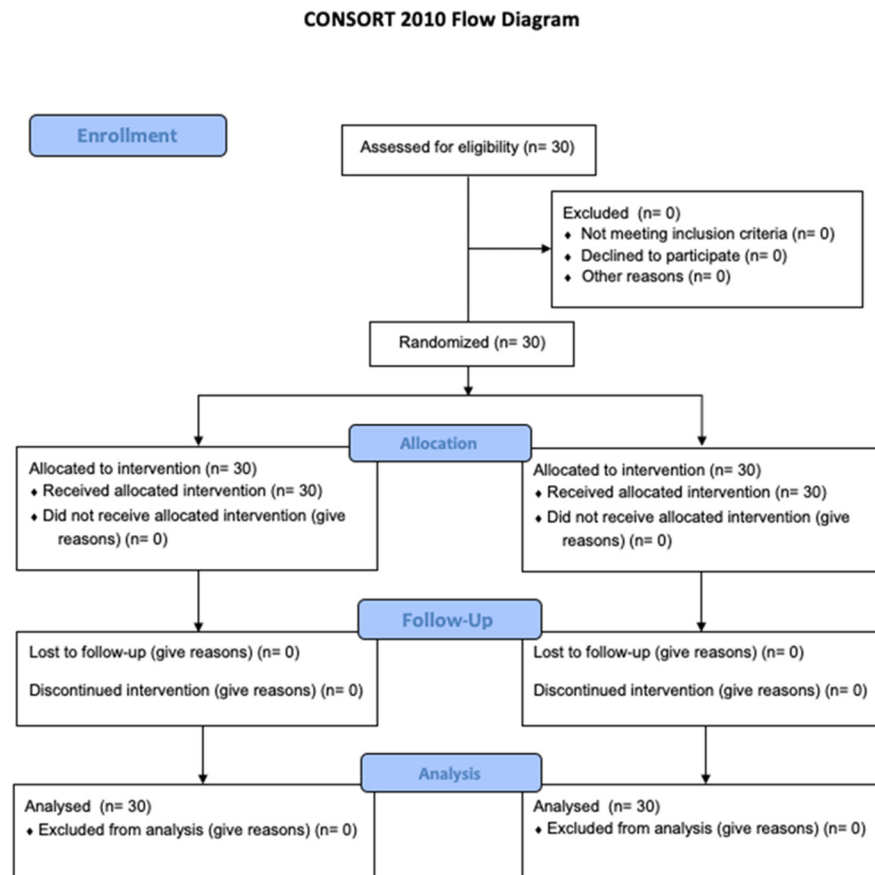 CONSORT 2010 Flow Diagram
Enrollment
Assessed for eligibility (n= 30)
Excluded (n= 0)
♦ Not meeting inclusion criteria (n= 0)
♦ Declined to participate (n= 0)
♦ Other reasons (n= 0)
Randomized (n= 30)
Allocation
Allocated to intervention (n= 30)
♦ Received allocated intervention (n= 30)
♦ Did not receive allocated intervention (give
reasons) (n= 0)
Allocated to intervention (n= 30)
♦ Received allocated intervention (n= 30)
♦ Did not receive allocated intervention (give
reasons) (n= 0)
Follow-Up
Lost to follow-up (give reasons) (n= 0)
Discontinued intervention (give reasons) (n= 0)
Lost to follow-up (give reasons) (n= 0)
Discontinued intervention (give reasons) (n= 0)
Analysis
Analysed (n= 30)
♦ Excluded from analysis (give reasons) (n= 0)
Analysed (n= 30)
♦ Excluded from analysis (give reasons) (n= 0)